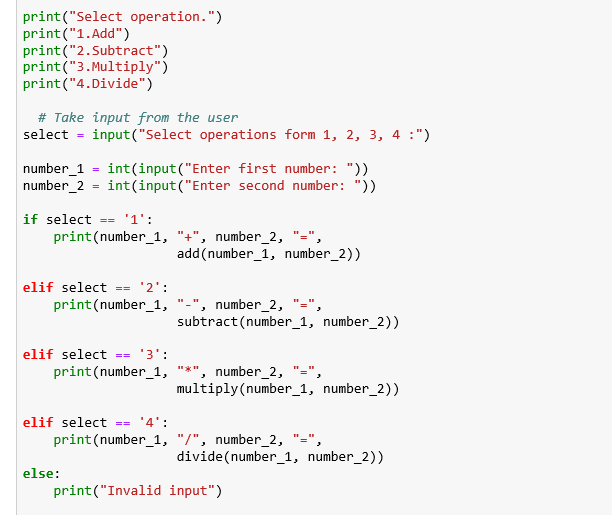 print("Select operation.")
print("1.Add")
print("2.Subtract")
print("3.Multiply")
print("4.Divide")
# Take input from the user
select = input("Select operations form 1, 2, 3, 4 :")
number_1 = int(input("Enter first number: "))
number_2 = int(input("Enter second number: "))
if select == '1':
print(number_1, "+", number_2, "=",
add(number_1, number_2))
elif select == '2':
print(number_1, "-", number_2, "=",
subtract(number_1, number_2))
elif select == '3':
print(number_1, "*", number_2, "=",
multiply(number_1, number_2))
elif select == '4':
print(number_1, "/", number_2, "=",
divide(number_1, number_2))
else:
print("Invalid input")